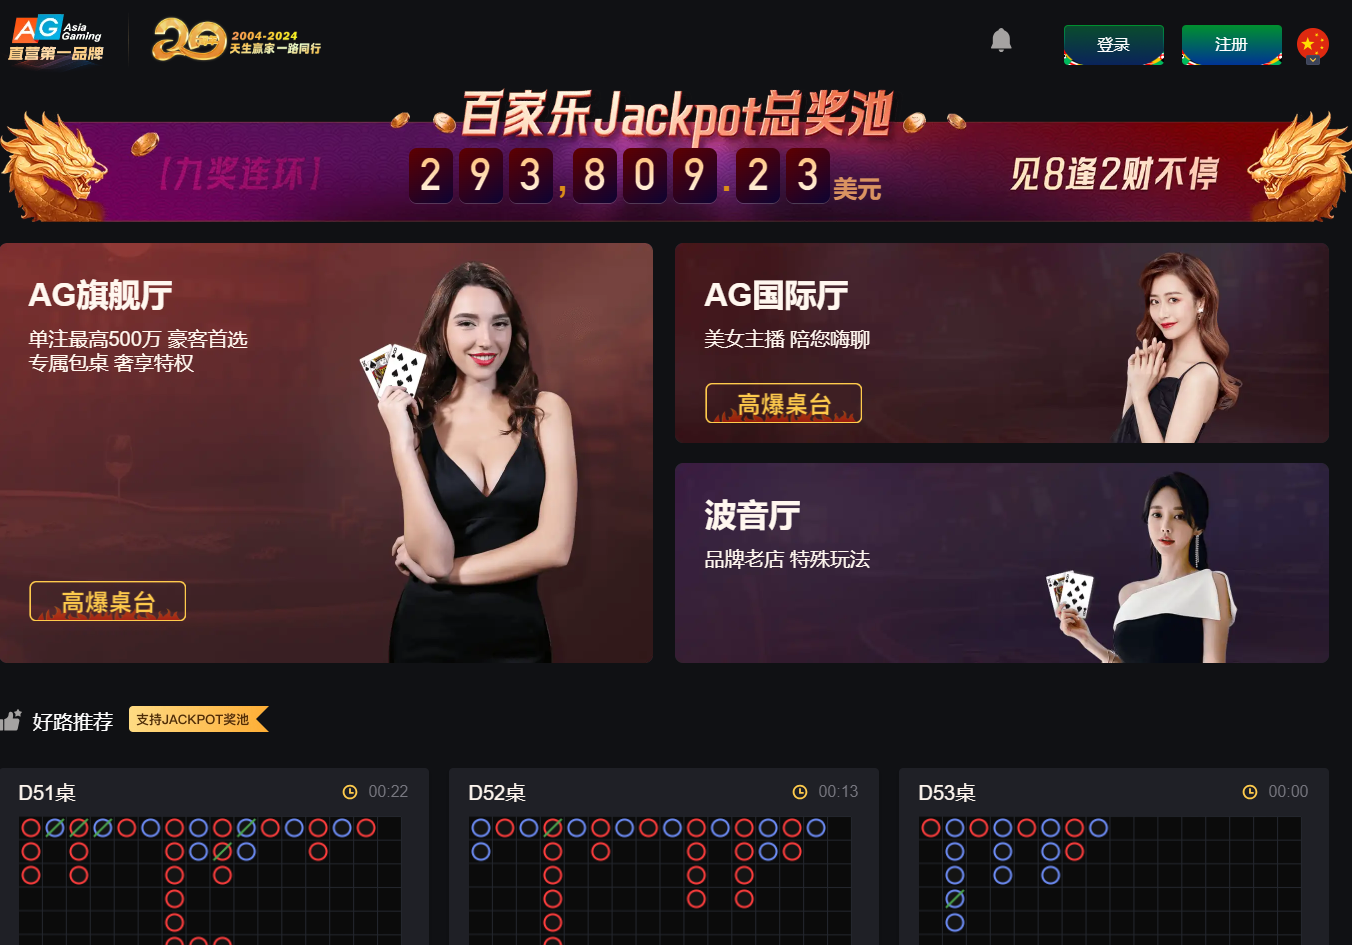 AG Asia Gaming
直营第一品牌
20周年
2004-2024
天生赢家一路同行
登录
注册
百家乐Jackpot总奖池
【九奖连环】
293,809.23美元
见8逢2财不停
AG旗舰厅
单注最高500万 豪客首选
专属包桌 奢享特权
高爆桌台
AG国际厅
美女主播 陪您嗨聊
高爆桌台
波音厅
品牌老店 特殊玩法
好路推荐
支持JACKPOT奖池
D51桌 00:22
D52桌 00:13
D53桌 00:00